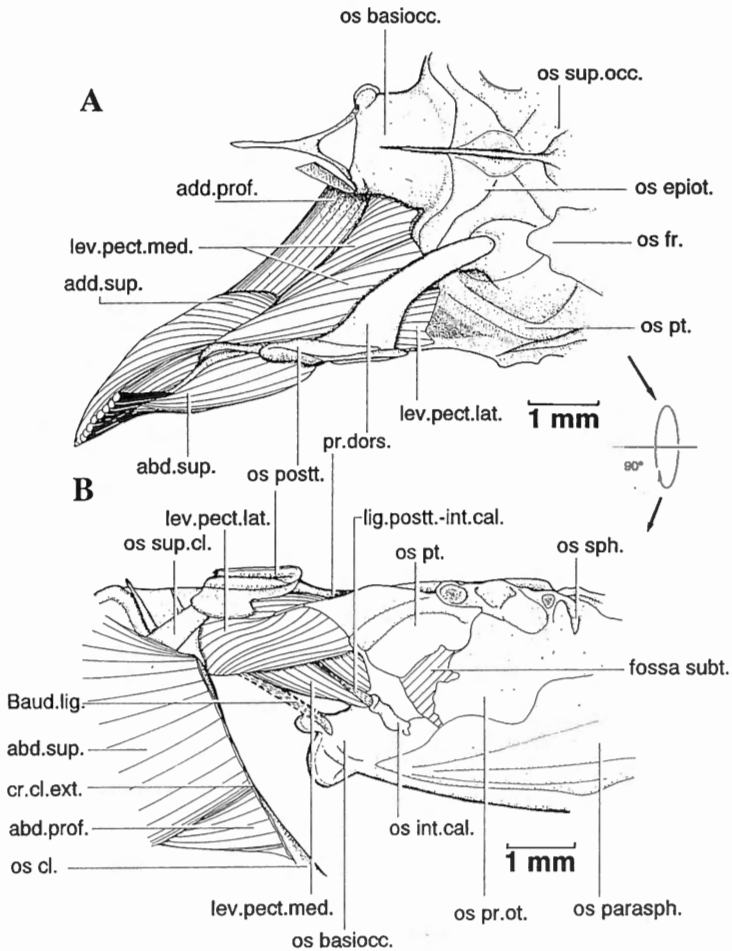 os basiocc.
A
os sup.occ.
add.prof.
os epiot.
lev.pect.med.
os fr.
add.sup.
os pt.
1 mm
lev.pect.lat.
pr.dors.
abd.sup.
os postt.
90°
B
lev.pect.lat.
lig.postt.-int.cal.
os sup.cl.
os pt.
os sph.
fossa subt.
Baud.lig.
abd.sup.
cr.cl.ext.
abd.prof.
os int.cal.
1 mm
os cl.
lev.pect.med.
os pr.ot.
os parasph.
os basiocc.